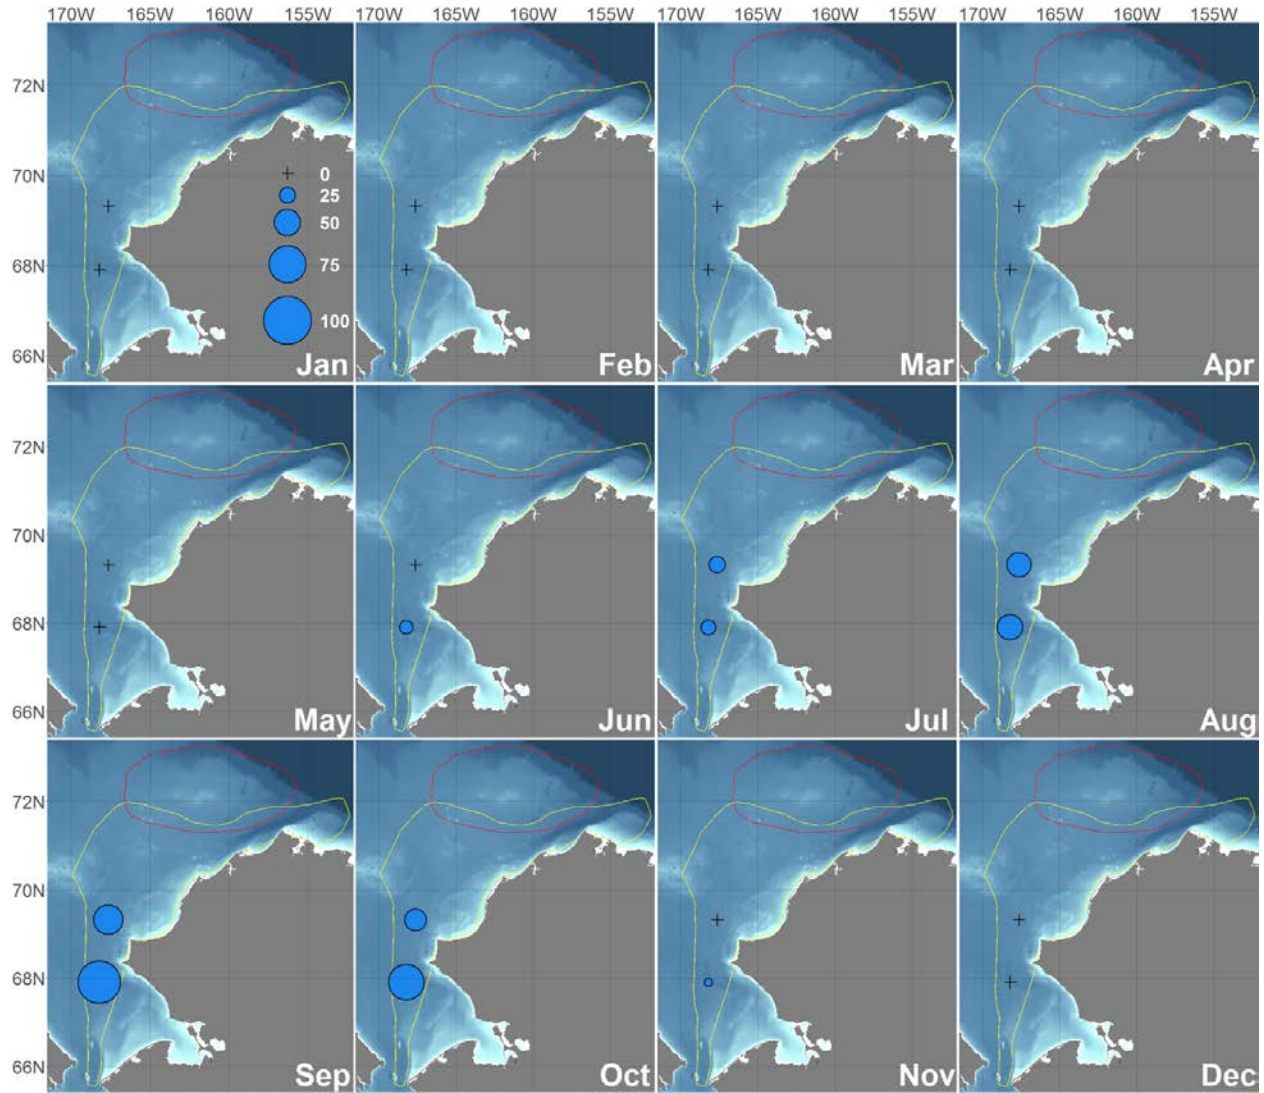 170W 165W 160W 155W 170W 165W 160W 155W 170W 165W 160W 155W 170W 165W 160W 155W
72N
70N
0
25
50
68N
75
100
66N
Jan Feb Mar Apr
72N
70N
68N
66N
May Jun Jul Aug
72N
70N
68N
66N
Sep Oct Nov Dec